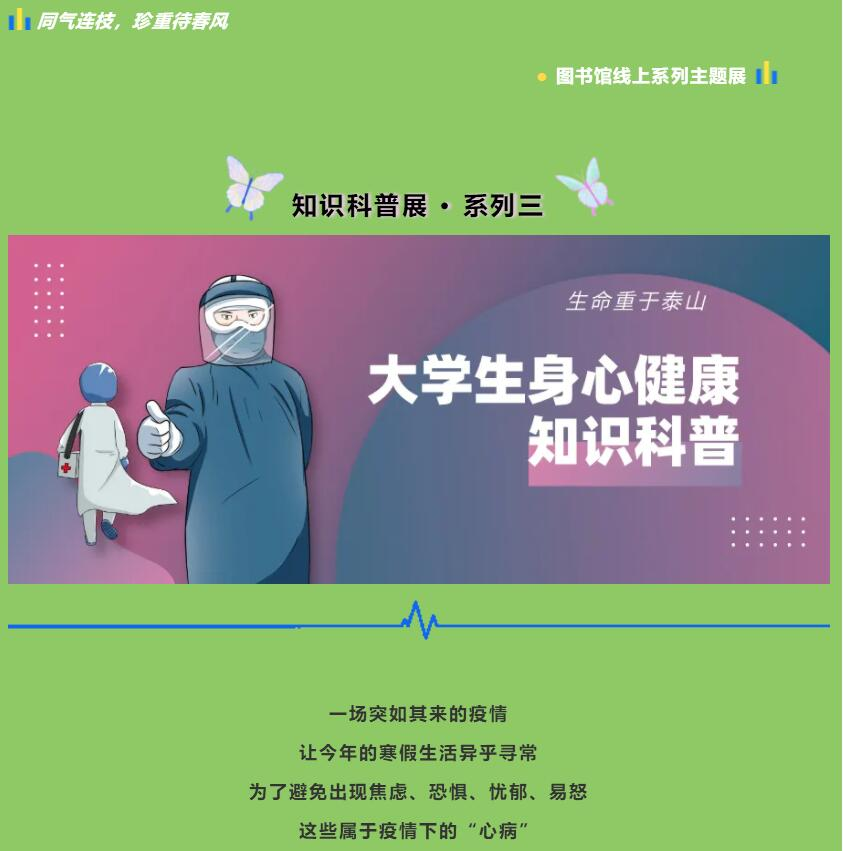 同气连枝，珍重待春风
图书馆线上系列主题展
知识科普展·系列三
生命重于泰山
大学生身心健康
知识科普
一场突如其来的疫情
让今年的寒假生活异乎寻常
为了避免出现焦虑、恐惧、忧郁、易怒
这些属于疫情下的“心病”